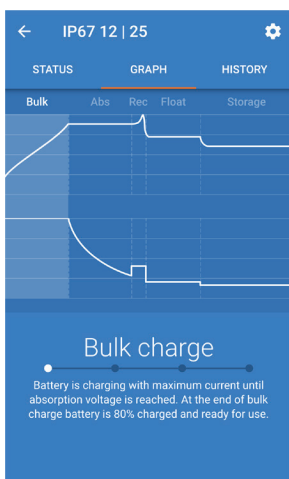 IP67 12 | 25
STATUS GRAPH HISTORY
Bulk Abs Rec Float Storage
Bulk charge
Battery is charging with maximum current until
absorption voltage is reached. At the end of bulk
charge battery is 80% charged and ready for use.